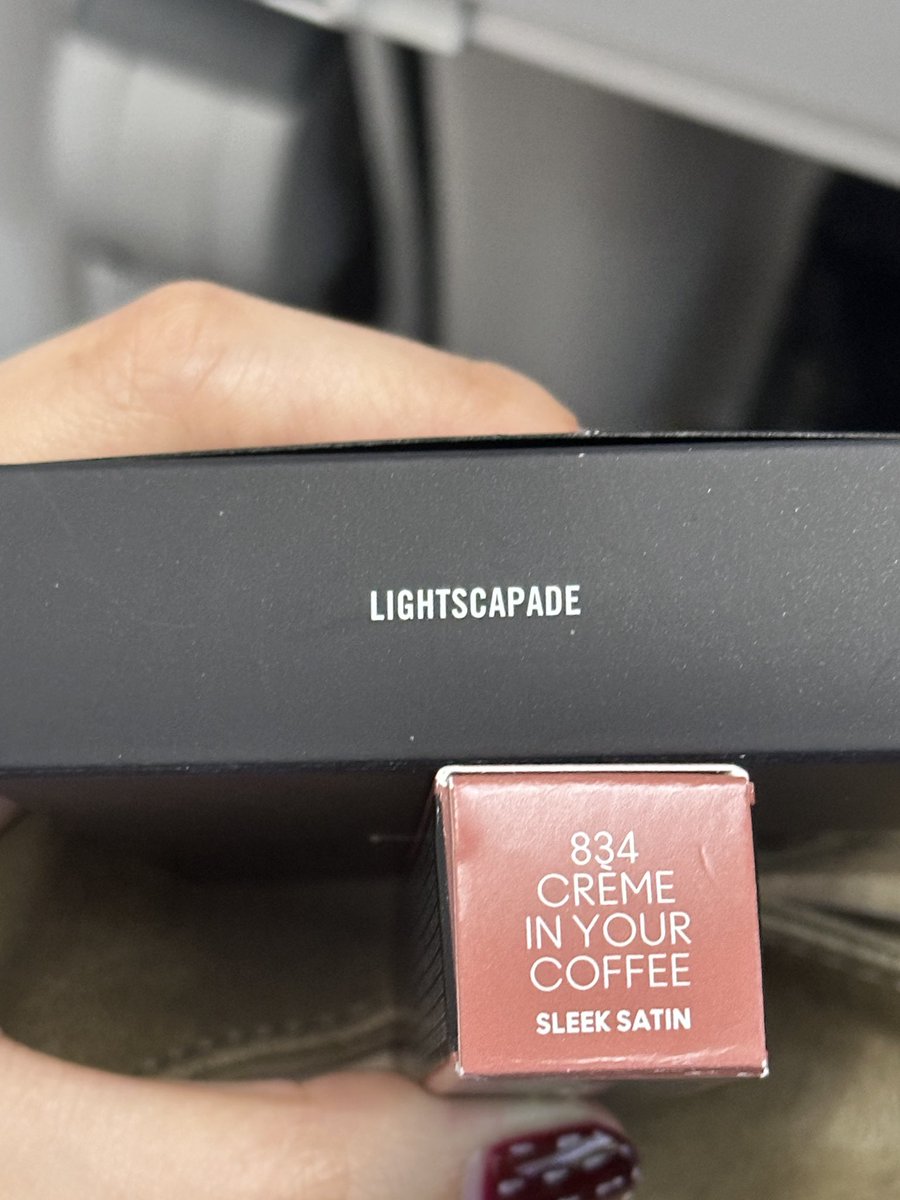 LIGHTSCAPADE
834
CRÈME
IN YOUR
COFFEE
SLEEK SATIN